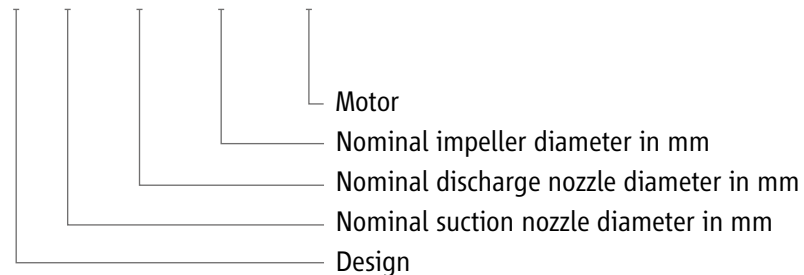 Motor
Nominal impeller diameter in mm
Nominal discharge nozzle diameter in mm
Nominal suction nozzle diameter in mm
Design